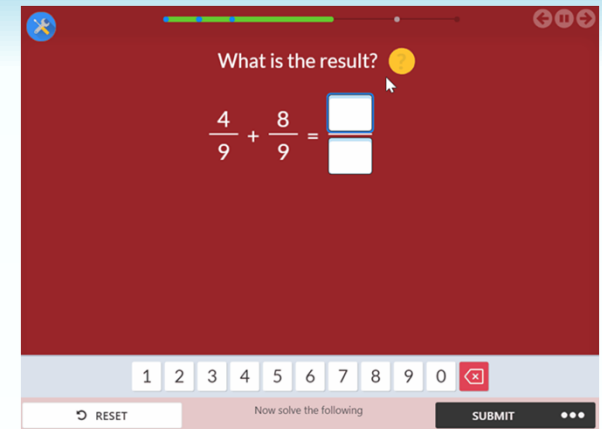 What is the result? ?
4/9 + 8/9 =
1 2 3 4 5 6 7 8 9 0
RESET
Now solve the following
SUBMIT